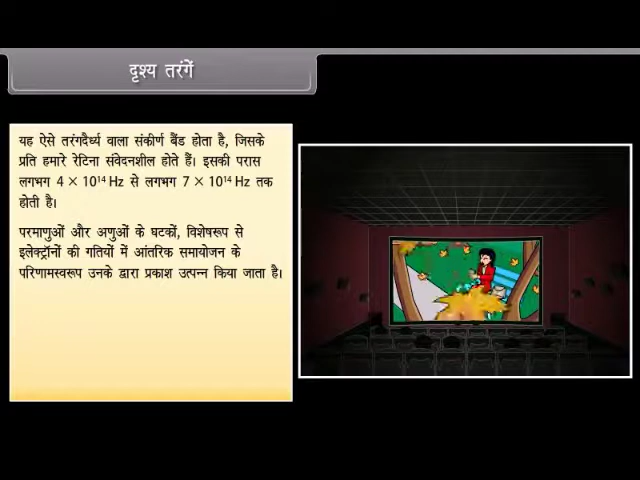 दृश्य तरंगें
यह ऐसे तरंगदैर्ध्य वाला संकीर्ण बैंड होता है, जिसके
प्रति हमारे रेटिना संवेदनशील होते हैं। इसकी परास
लगभग 4 × 10¹⁴ Hz से लगभग 7 × 10¹⁴ Hz तक
होती है।
परमाणुओं और अणुओं के घटकों, विशेषरूप से
इलेक्ट्रॉनों की गतियों में आंतरिक समायोजन के
परिणामस्वरूप उनके द्वारा प्रकाश उत्पन्न किया जाता है।